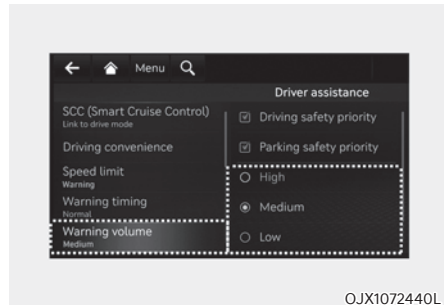 Menu
Driver assistance
SCC (Smart Cruise Control)
Link to drive mode
Driving convenience
Speed limit
Warning
Warning timing
Normal
Warning volume
Medium
Driving safety priority
Parking safety priority
High
Medium
Low
OJX1072440L